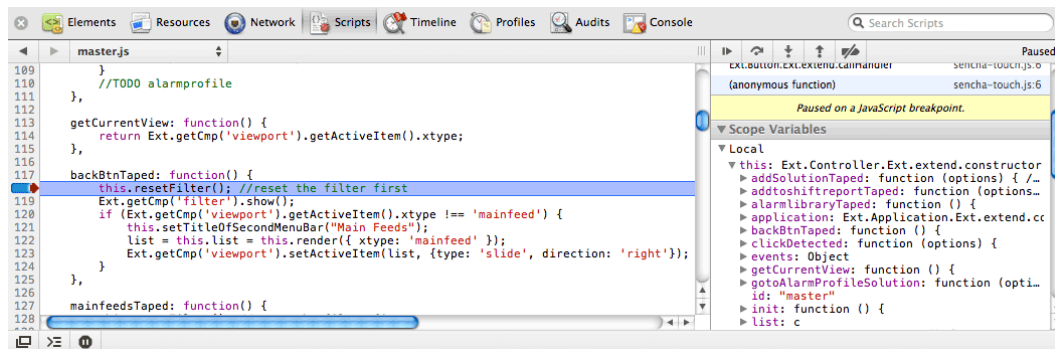 Elements Resources Network Scripts Timeline Profiles Audits Console Search Scripts
master.js
109 }
110 //TODO alarmprofile
111 },
112
113 getCurrentView: function() {
114 return Ext.getCmp('viewport').getActiveItem().xtype;
115 },
116
117 backBtnTaped: function() {
this.resetFilter(); //reset the filter first
119 Ext.getCmp('filter').show();
120 if (Ext.getCmp('viewport').getActiveItem().xtype !== 'mainfeed') {
121 this.setTitleOfSecondMenuBar("Main Feeds");
122 list = this.list = this.render({ xtype: 'mainfeed' });
123 Ext.getCmp('viewport').setActiveItem(list, {type: 'slide', direction: 'right'});
124 }
125 },
126
127 mainfeedsTaped: function() {
128
Paused
Ext.Button.Ext.extend.callHandler sencha-touch.js:6
(anonymous function) sencha-touch.js:6
Paused on a JavaScript breakpoint.
Scope Variables
Local
this: Ext.Controller.Ext.extend.constructor
addSolutionTaped: function (options) { /…
addtoshiftreportTaped: function (options…
alarmlibraryTaped: function () {
application: Ext.Application.Ext.extend.cc
backBtnTaped: function () {
clickDetected: function (options) {
events: Object
getCurrentView: function () {
gotoAlarmProfileSolution: function (opti…
id: "master"
init: function () {
list: c